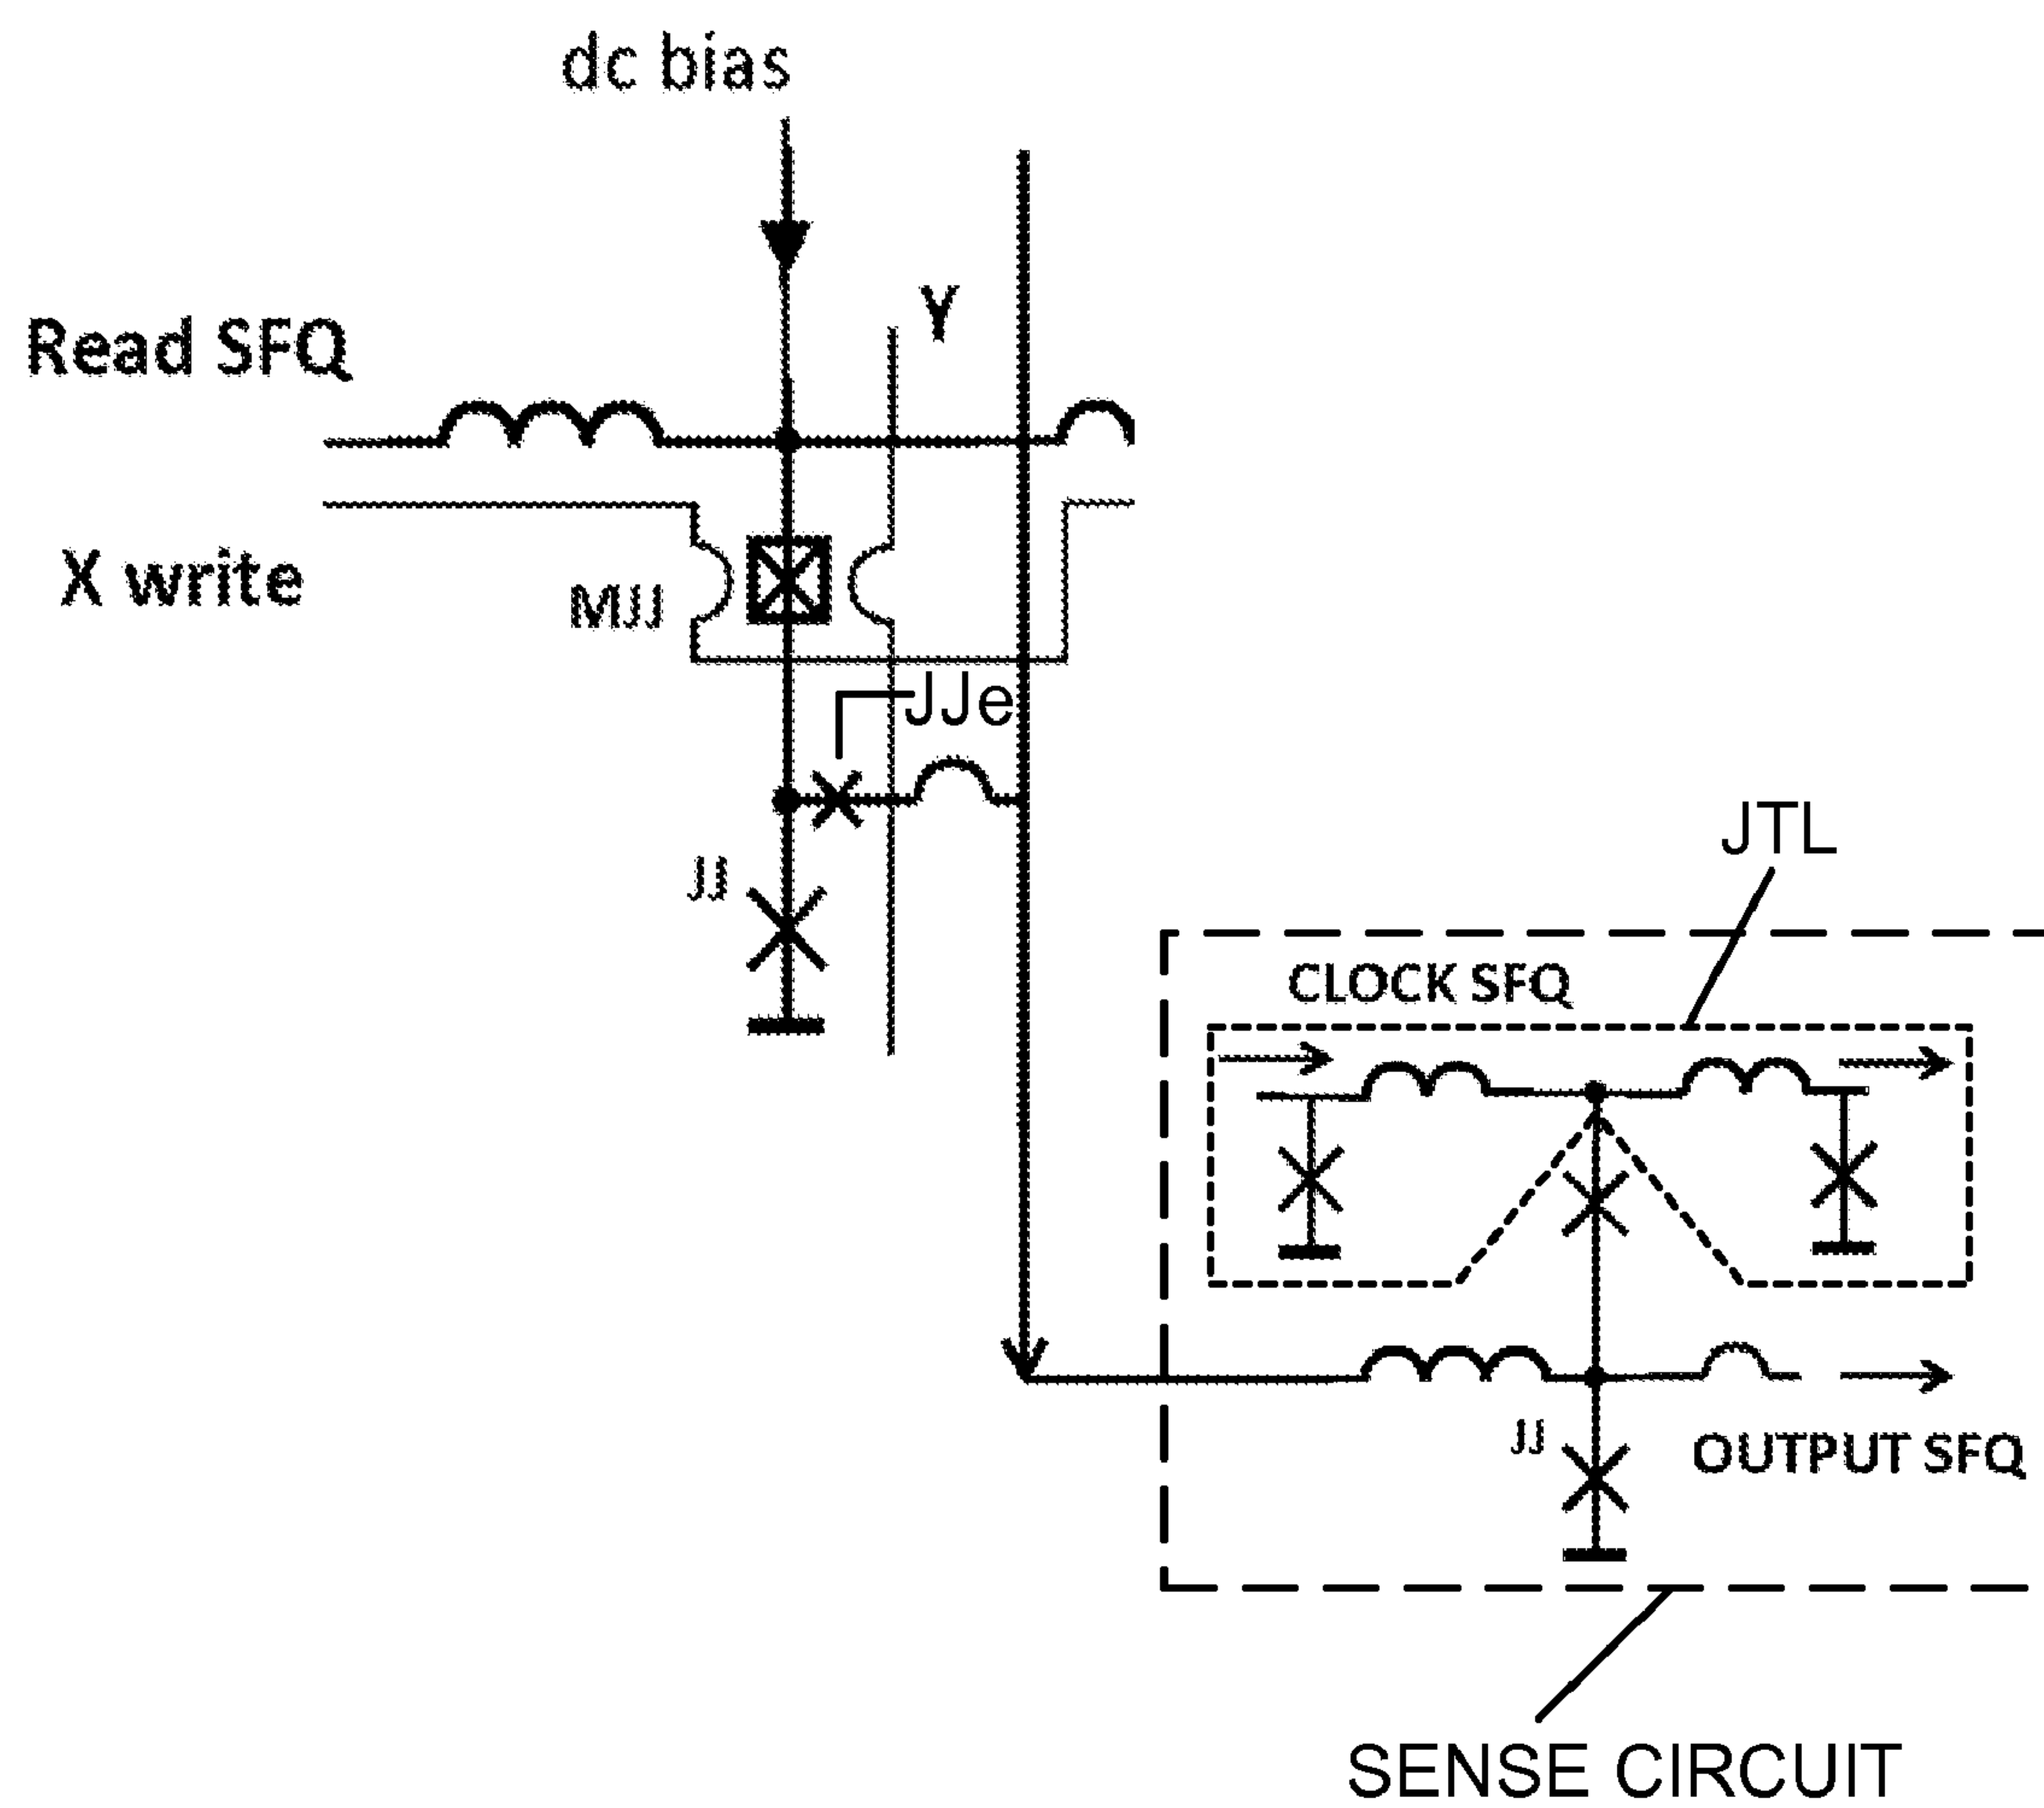 dc bias
Y
Read SFQ
X write
MJJ
JJe
JJ
JTL
CLOCK SFQ
JJ
OUTPUT SFQ
SENSE CIRCUIT